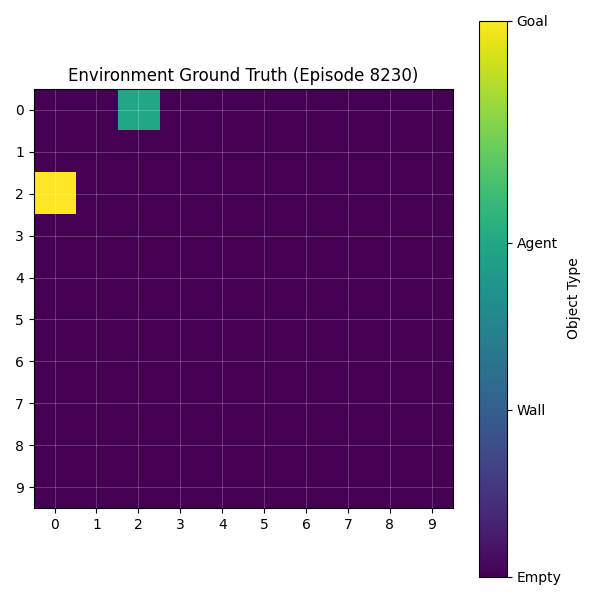 Environment Ground Truth (Episode 8230)
0
1
2
3
4
5
6
7
8
9
0 1 2 3 4 5 6 7 8 9
Goal
Agent
Wall
Empty
Object Type